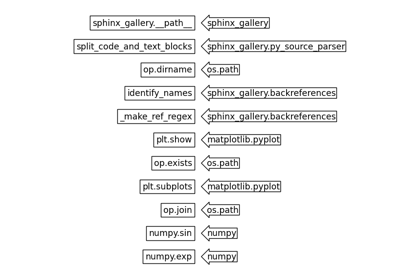 sphinx_gallery.__path__ sphinx_gallery
split_code_and_text_blocks sphinx_gallery.py_source_parser
op.dirname os.path
identify_names sphinx_gallery.backreferences
_make_ref_regex sphinx_gallery.backreferences
plt.show matplotlib.pyplot
op.exists os.path
plt.subplots matplotlib.pyplot
op.join os.path
numpy.sin numpy
numpy.exp numpy